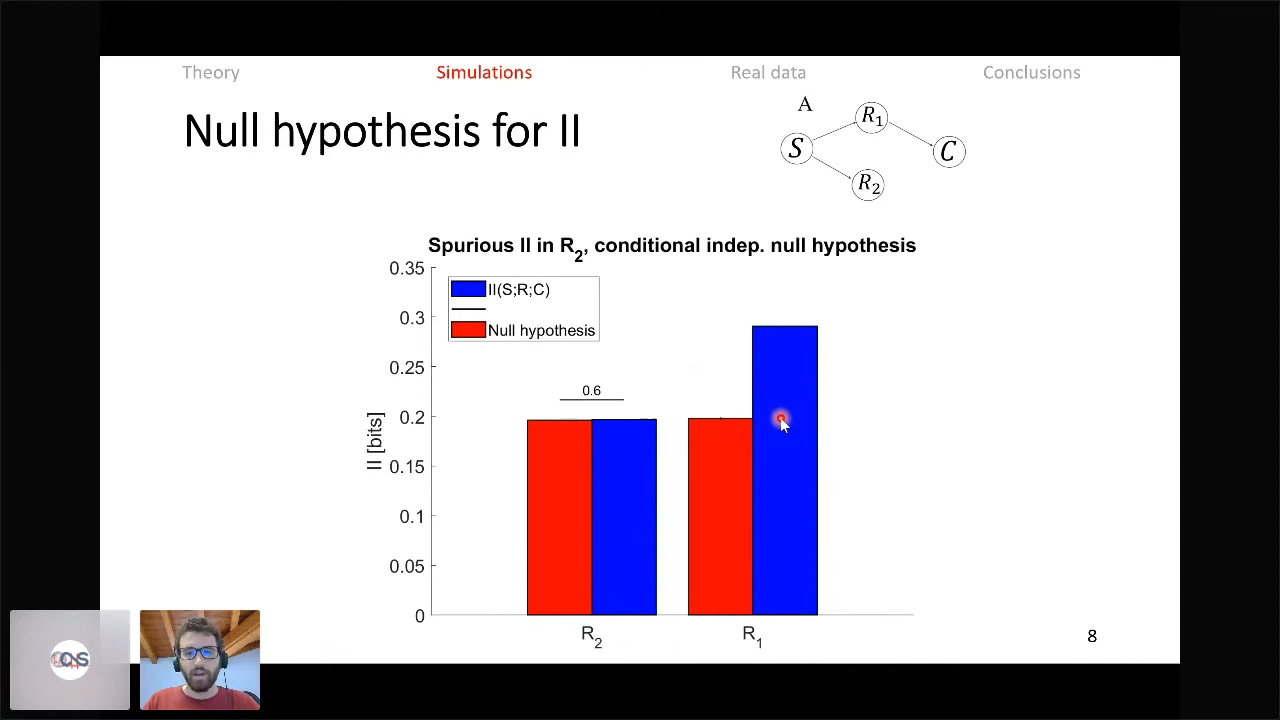 Theory Simulations Real data Conclusions
Null hypothesis for II
A
S
R1
R2
C
Spurious II in R2, conditional indep. null hypothesis
II(S;R;C)
Null hypothesis
0.35
0.3
0.25
0.2
0.15
0.1
0.05
0
II [bits]
0.6
R2
R1
8